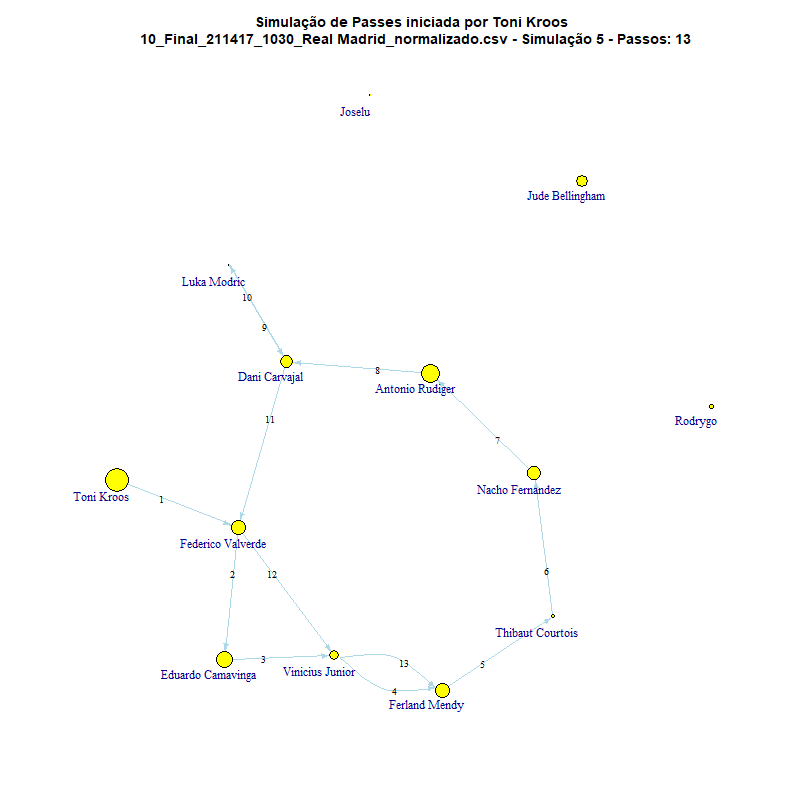 Simulação de Passes iniciada por Toni Kroos
10_Final_211417_1030_Real Madrid_normalizado.csv - Simulação 5 - Passos: 13
Joselu
Jude Bellingham
Luka Modric
10
9
Dani Carvajal
8
Antonio Rudiger
11
Rodrygo
7
Toni Kroos
1
Nacho Fernández
Federico Valverde
2
12
6
Thibaut Courtois
Eduardo Camavinga
3
Vinicius Junior
13
5
4
Ferland Mendy